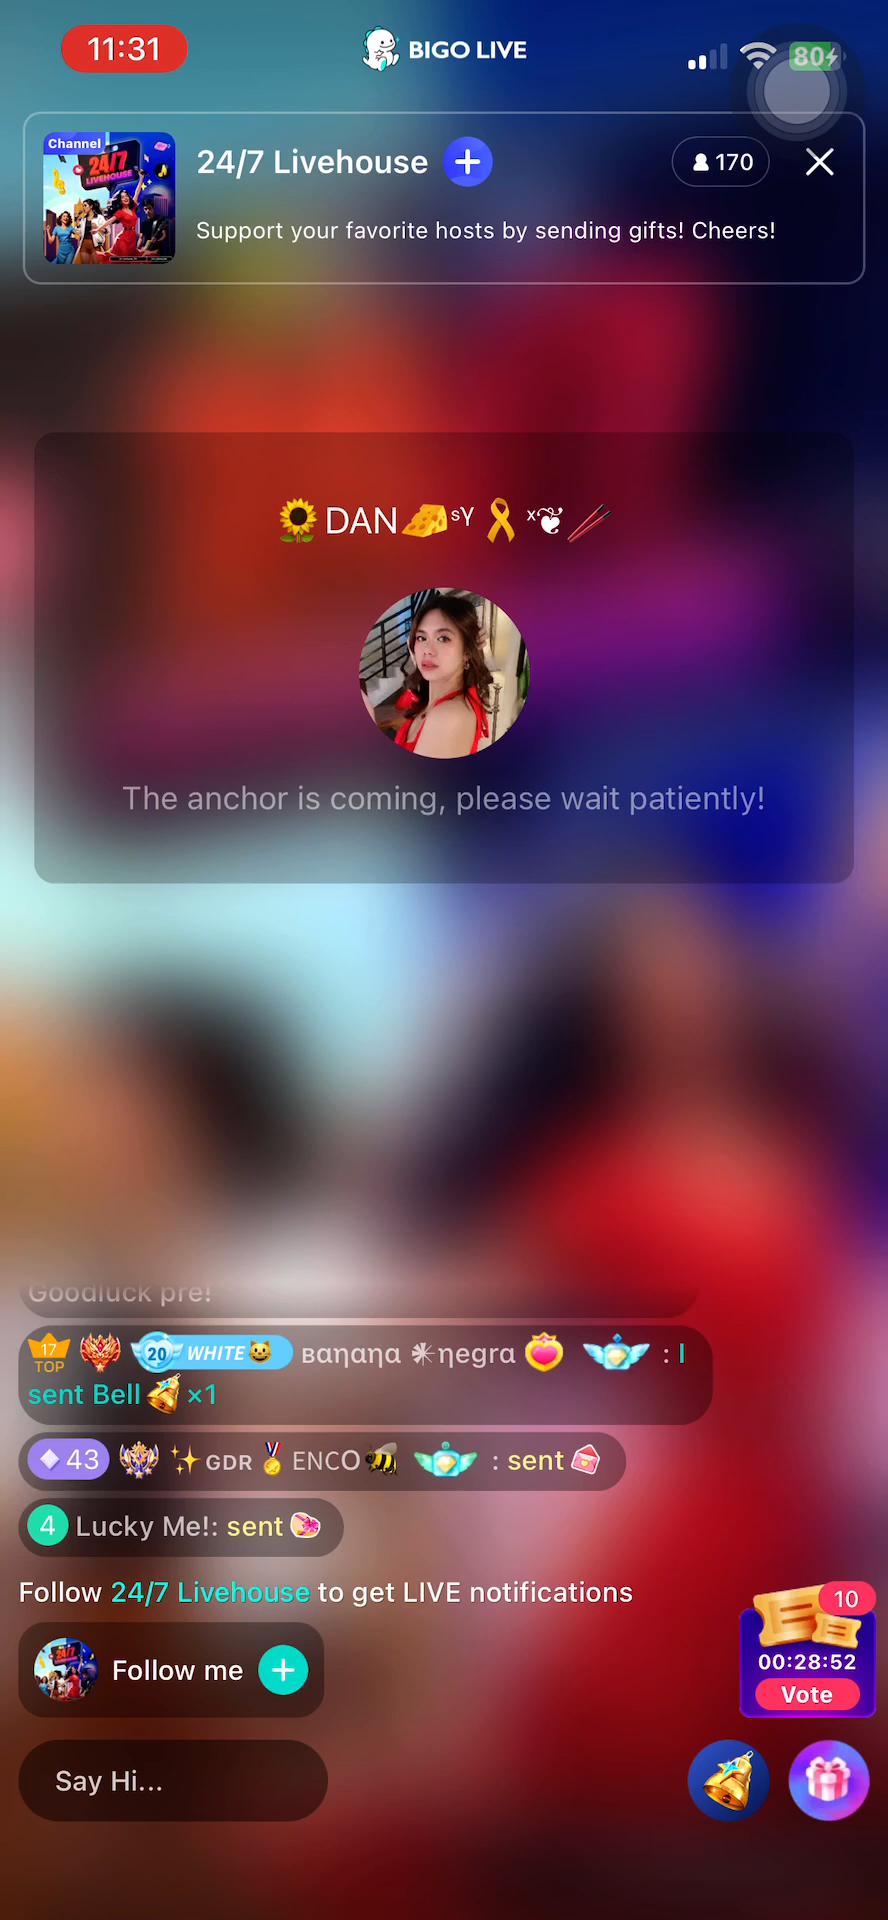 11:31
BIGO LIVE
80
Channel
24/7
LIVEHOUSE
24/7 Livehouse
170
Support your favorite hosts by sending gifts! Cheers!
🌻DAN🧀ˢY🎗️ˣ❦🥢
The anchor is coming, please wait patiently!
Goodluck pre!
17 TOP 20 WHITE😺 ʙαηαηα ✳ηegrα : I
sent Bell ×1
43 ✨GDR🏅ENCO🐝 : sent
4 Lucky Me!: sent
Follow 24/7 Livehouse to get LIVE notifications
10
00:28:52
Vote
Follow me
Say Hi...